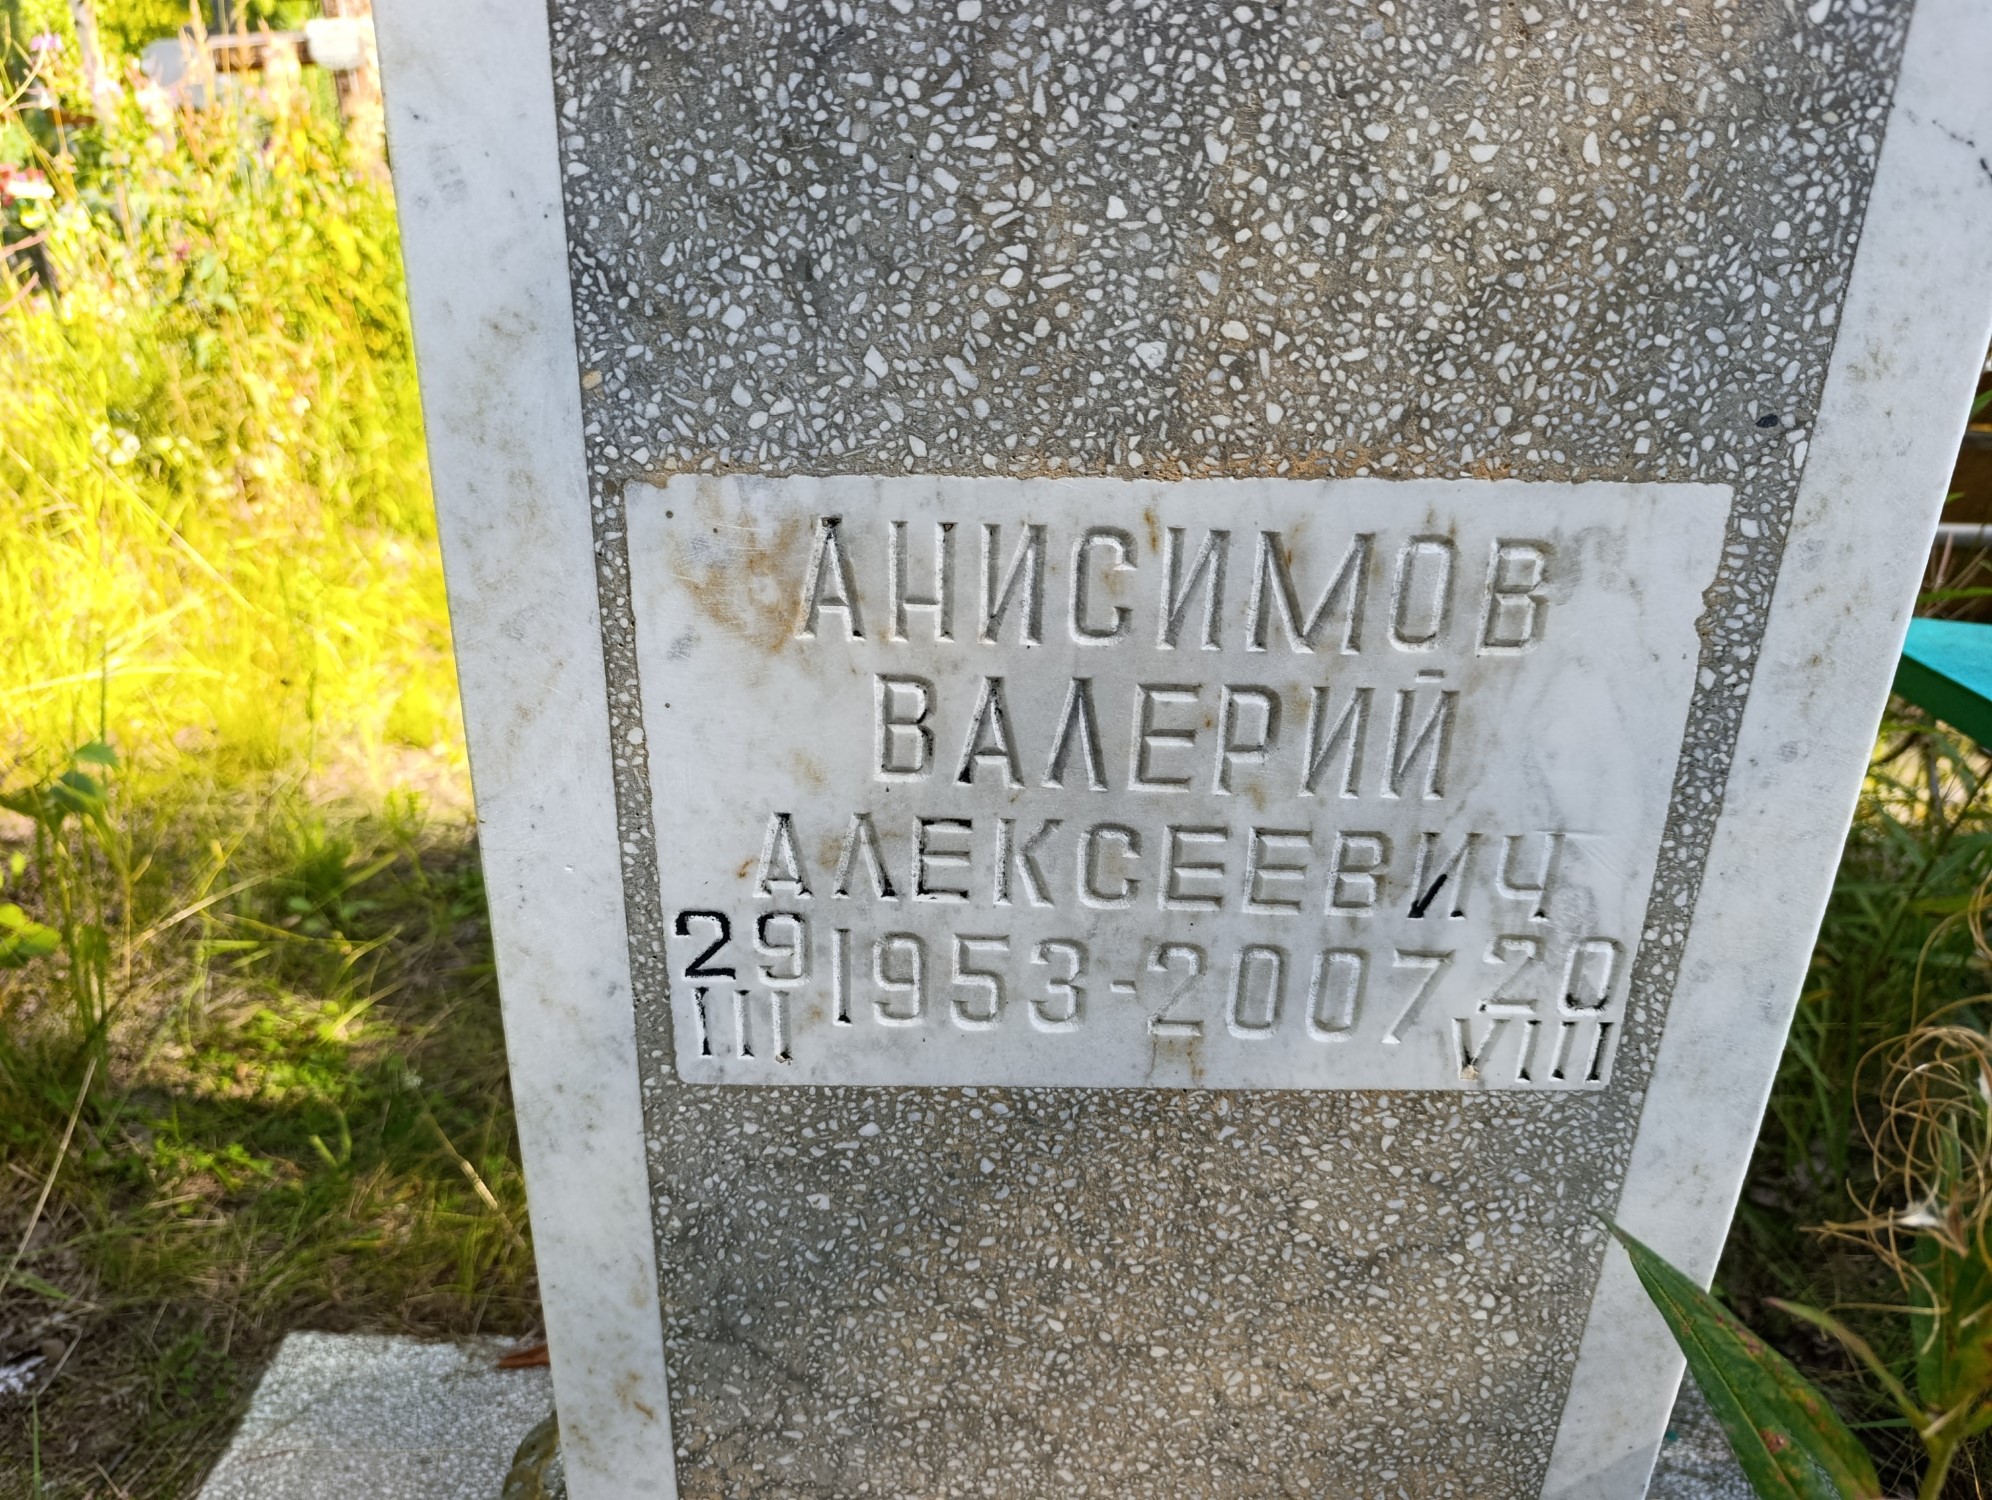 АНИСИМОВ
ВАЛЕРИЙ
АЛЕКСЕЕВИЧ
29 1953-2007 20
III VIII